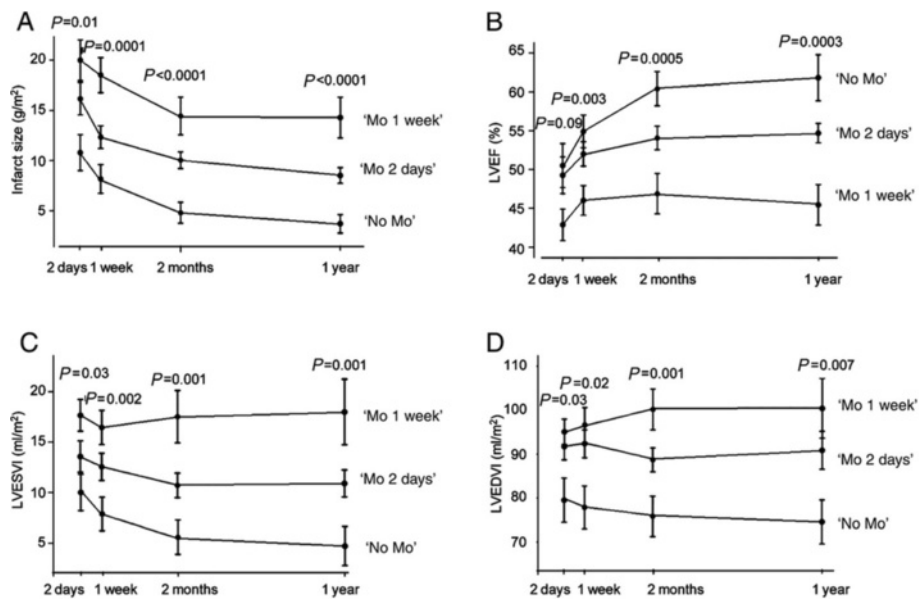 A
P=0.01
P=0.0001
P<0.0001
P<0.0001
20
15
10
5
Infarct size (g/m²)
'Mo 1 week'
'Mo 2 days'
'No Mo'
2 days 1 week
2 months
1 year
B
P=0.09
P=0.003
P=0.0005
P=0.0003
65
60
55
50
45
40
LVEF (%)
'No Mo'
'Mo 2 days'
'Mo 1 week'
2 days 1 week
2 months
1 year
C
P=0.03
P=0.002
P=0.001
P=0.001
20
15
10
5
LVESVI (ml/m²)
'Mo 1 week'
'Mo 2 days'
'No Mo'
2 days 1 week
2 months
1 year
D
P=0.03
P=0.02
P=0.001
P=0.007
110
100
90
80
70
LVEDVI (ml/m²)
'Mo 1 week'
'Mo 2 days'
'No Mo'
2 days 1 week
2 months
1 year